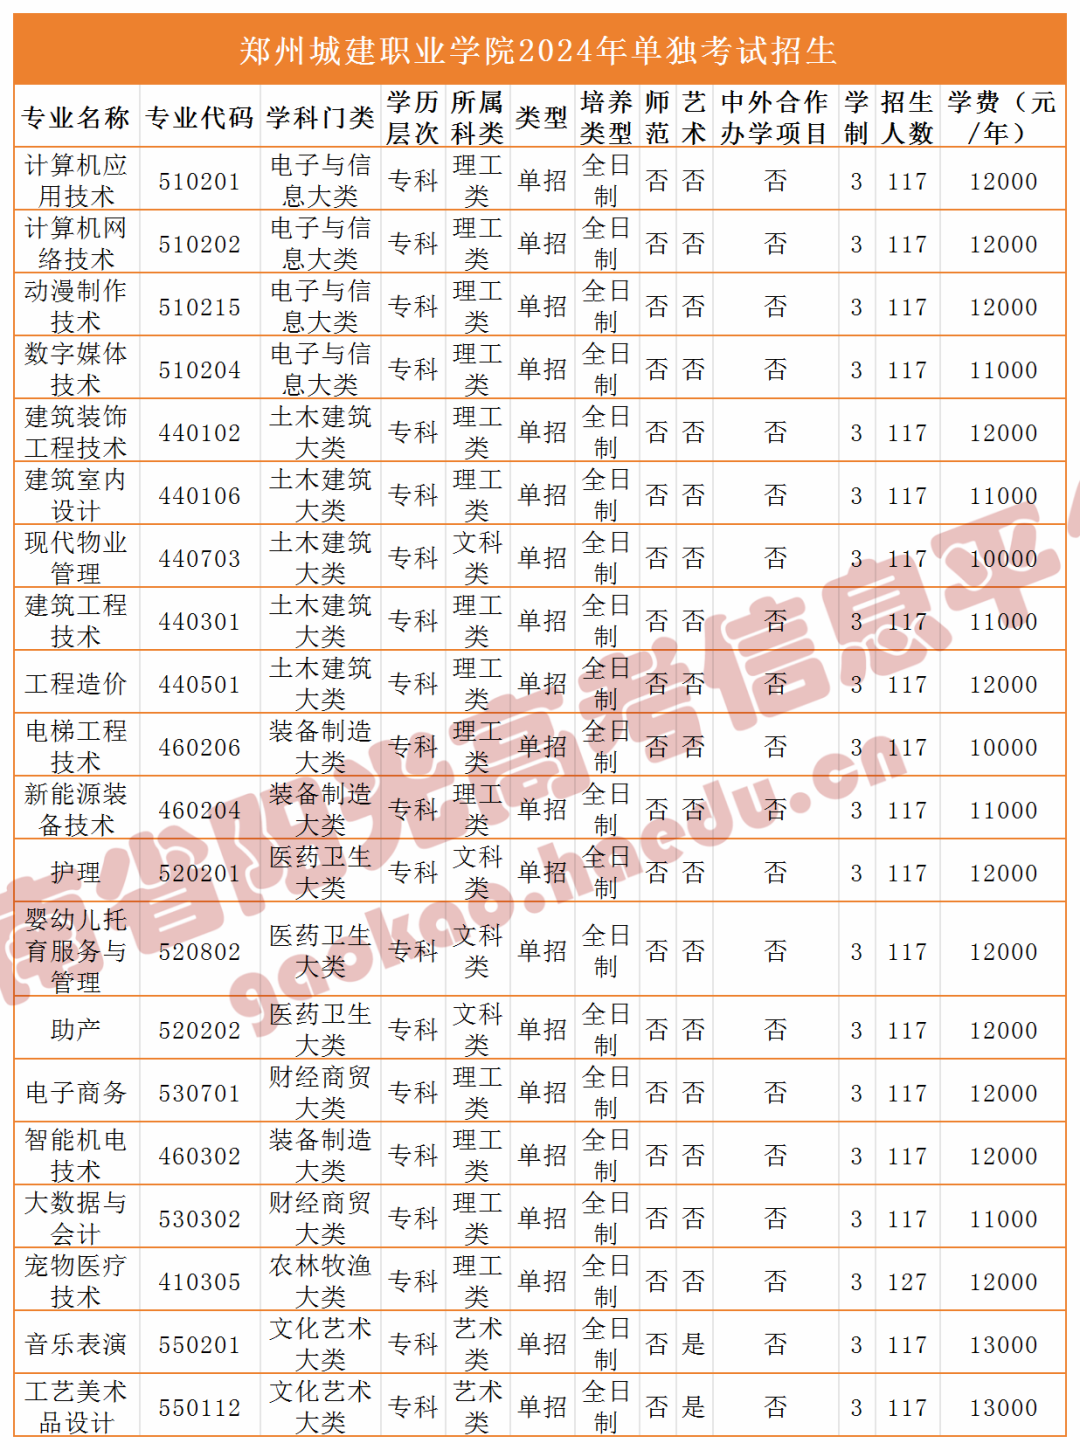 郑州城建职业学院2024年单独考试招生
专业名称 专业代码 学科门类 学历层次 所属科类 类型 培养类型 师范 艺术 中外合作办学项目 学制 招生人数 学费（元/年）
计算机应用技术 510201 电子与信息大类 专科 理工类 单招 全日制 否 否 否 3 117 12000
计算机网络技术 510202 电子与信息大类 专科 理工类 单招 全日制 否 否 否 3 117 12000
动漫制作技术 510215 电子与信息大类 专科 理工类 单招 全日制 否 否 否 3 117 12000
数字媒体技术 510204 电子与信息大类 专科 理工类 单招 全日制 否 否 否 3 117 11000
建筑装饰工程技术 440102 土木建筑大类 专科 理工类 单招 全日制 否 否 否 3 117 12000
建筑室内设计 440106 土木建筑大类 专科 理工类 单招 全日制 否 否 否 3 117 11000
现代物业管理 440703 土木建筑大类 专科 文科类 单招 全日制 否 否 否 3 117 10000
建筑工程技术 440301 土木建筑大类 专科 理工类 单招 全日制 否 否 否 3 117 11000
工程造价 440501 土木建筑大类 专科 理工类 单招 全日制 否 否 否 3 117 12000
电梯工程技术 460206 装备制造大类 专科 理工类 单招 全日制 否 否 否 3 117 10000
新能源装备技术 460204 装备制造大类 专科 理工类 单招 全日制 否 否 否 3 117 11000
护理 520201 医药卫生大类 专科 文科类 单招 全日制 否 否 否 3 117 12000
婴幼儿托育服务与管理 520802 医药卫生大类 专科 文科类 单招 全日制 否 否 否 3 117 12000
助产 520202 医药卫生大类 专科 文科类 单招 全日制 否 否 否 3 117 12000
电子商务 530701 财经商贸大类 专科 理工类 单招 全日制 否 否 否 3 117 12000
智能机电技术 460302 装备制造大类 专科 理工类 单招 全日制 否 否 否 3 117 12000
大数据与会计 530302 财经商贸大类 专科 理工类 单招 全日制 否 否 否 3 117 11000
宠物医疗技术 410305 农林牧渔大类 专科 理工类 单招 全日制 否 否 否 3 127 12000
音乐表演 550201 文化艺术大类 专科 艺术类 单招 全日制 否 是 否 3 117 13000
工艺美术品设计 550112 文化艺术大类 专科 艺术类 单招 全日制 否 是 否 3 117 13000
南省阳光高考信息平
gaokao.hnedu.cn